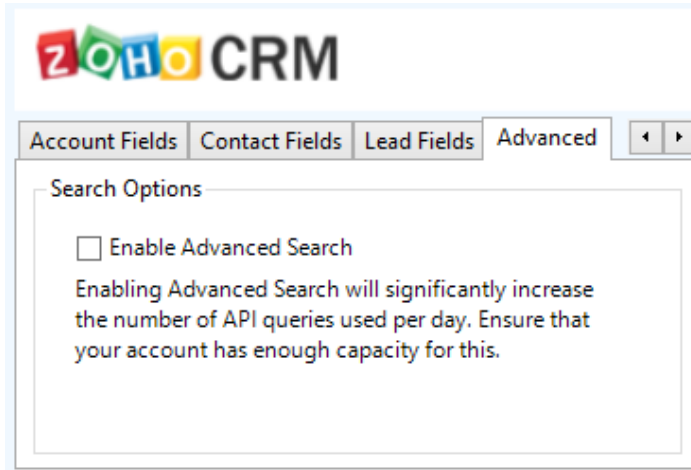 ZOHO CRM
Account Fields Contact Fields Lead Fields Advanced
Search Options
Enable Advanced Search
Enabling Advanced Search will significantly increase
the number of API queries used per day. Ensure that
your account has enough capacity for this.